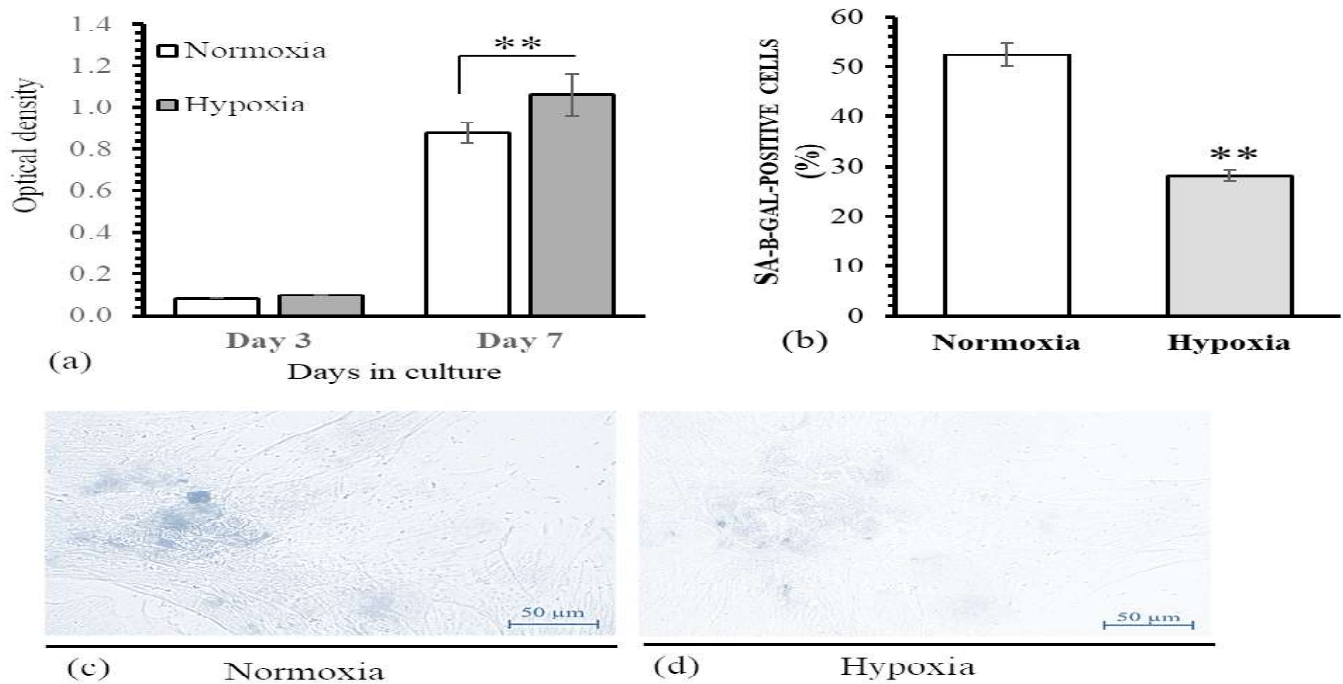 1.4
1.2
1.0
0.8
0.6
0.4
0.2
0.0
Optical density
Normoxia
Hypoxia
**
Day 3
Day 7
Days in culture
(a)
60
50
40
30
20
10
0
SA-B-GAL-POSITIVE CELLS
(%)
**
Normoxia
Hypoxia
(b)
50 µm
(c)
Normoxia
50 µm
(d)
Hypoxia